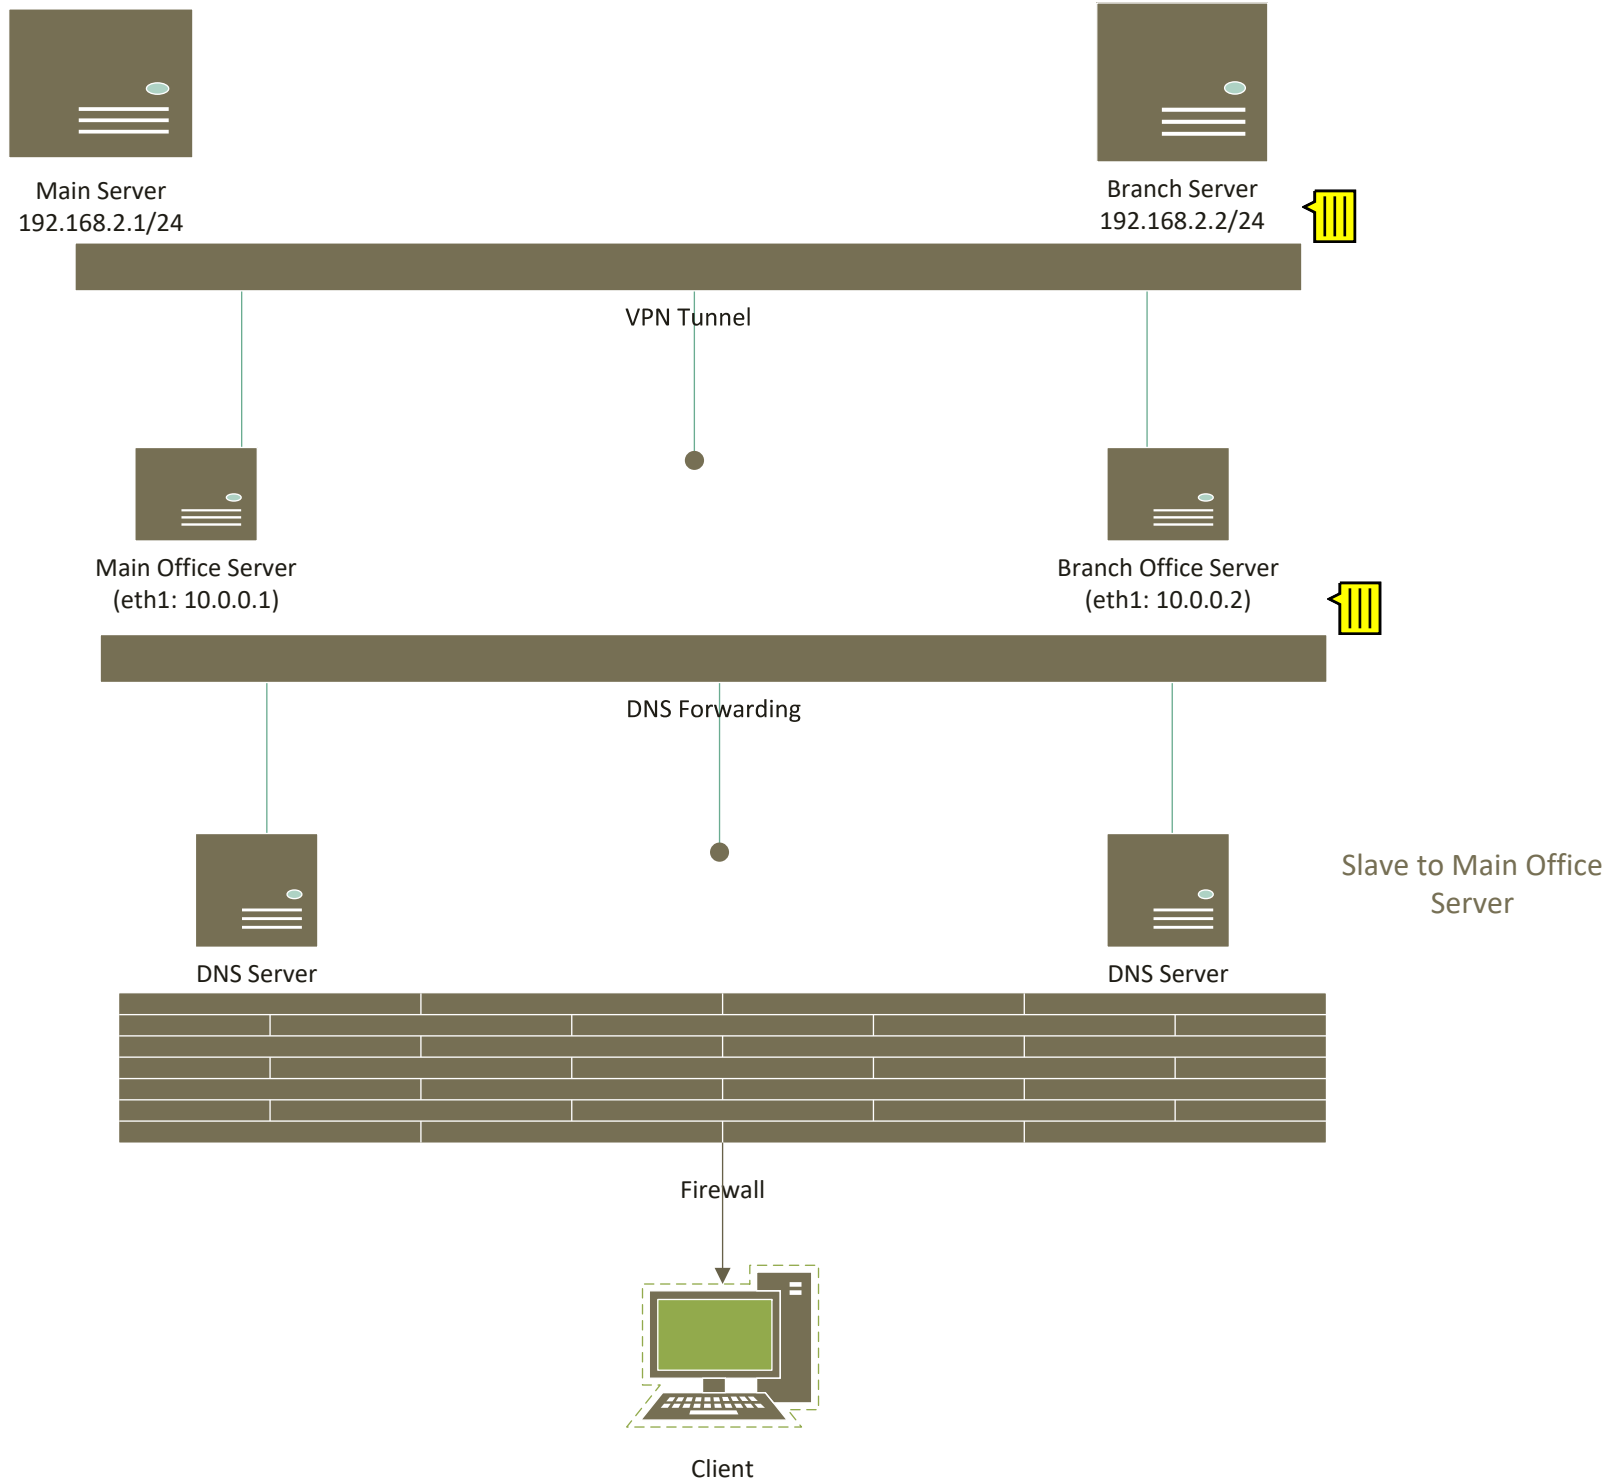 Main Server
192.168.2.1/24
Branch Server
192.168.2.2/24
VPN Tunnel
Main Office Server
(eth1: 10.0.0.1)
Branch Office Server
(eth1: 10.0.0.2)
DNS Forwarding
Slave to Main Office
Server
DNS Server
DNS Server
Firewall
Client